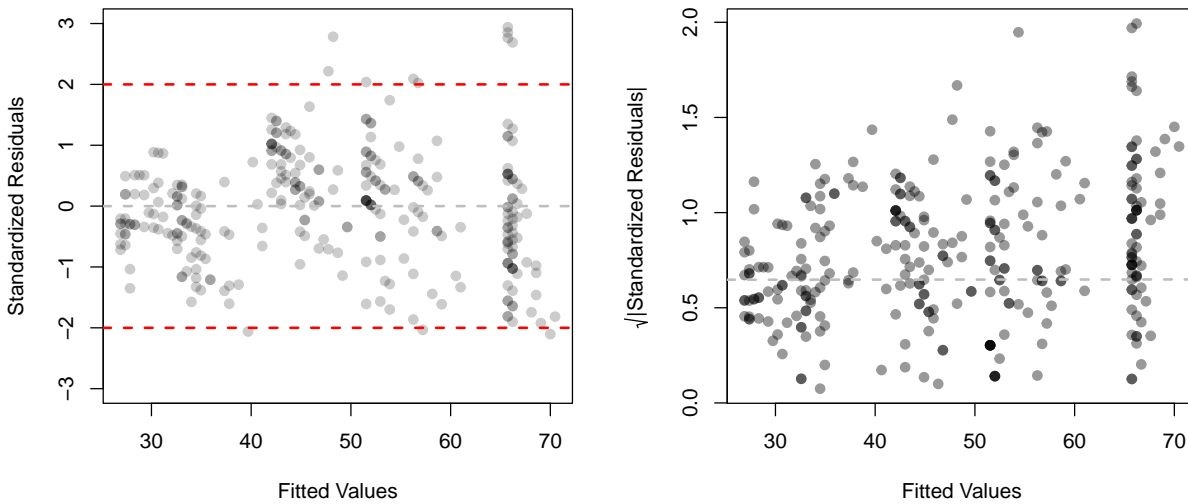 3
2
1
0
−1
−2
−3
Standardized Residuals
30 40 50 60 70
Fitted Values
2.0
1.5
1.0
0.5
0.0
√|Standardized Residuals|
30 40 50 60 70
Fitted Values